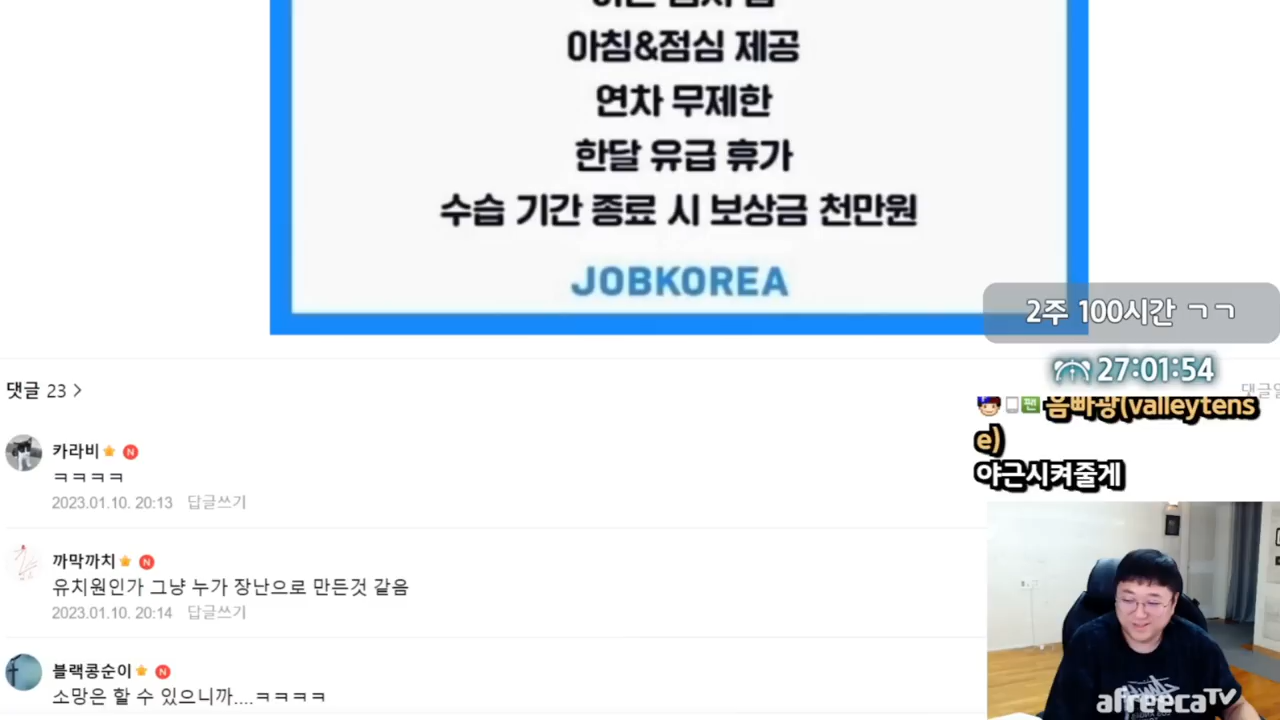 아침&점심 제공
연차 무제한
한달 유급 휴가
수습 기간 종료 시 보상금 천만원
JOBKOREA
2주 100시간 ㄱㄱ
27:01:54
댓글 23 >
팬 음빠광(valleytens
e)
야근시켜줄게
카라비 N
ㅋㅋㅋㅋ
2023.01.10. 20:13 답글쓰기
까막까치 N
유치원인가 그냥 누가 장난으로 만든것 같음
2023.01.10. 20:14 답글쓰기
블랙콩순이 N
소망은 할 수 있으니까....ㅋㅋㅋㅋ
afreecaTV